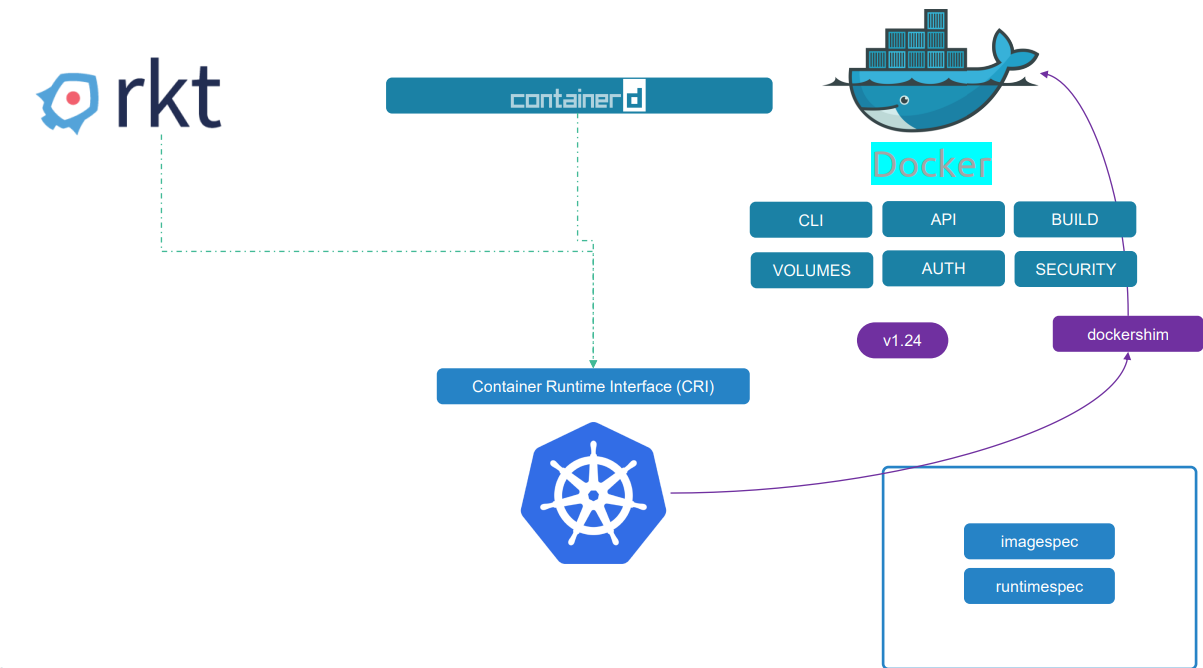 rkt
containerd
Docker
CLI
API
BUILD
VOLUMES
AUTH
SECURITY
v1.24
dockershim
Container Runtime Interface (CRI)
imagespec
runtimespec